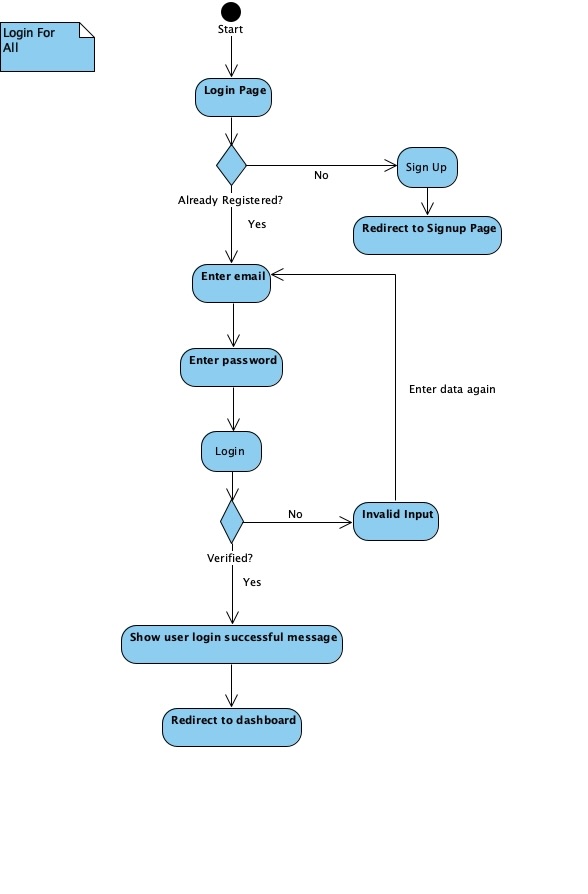 Start
Login For
All
Login Page
Sign Up
No
Already Registered?
Yes
Redirect to Signup Page
Enter email
Enter password
Enter data again
Login
No
Invalid Input
Verified?
Yes
Show user login successful message
Redirect to dashboard